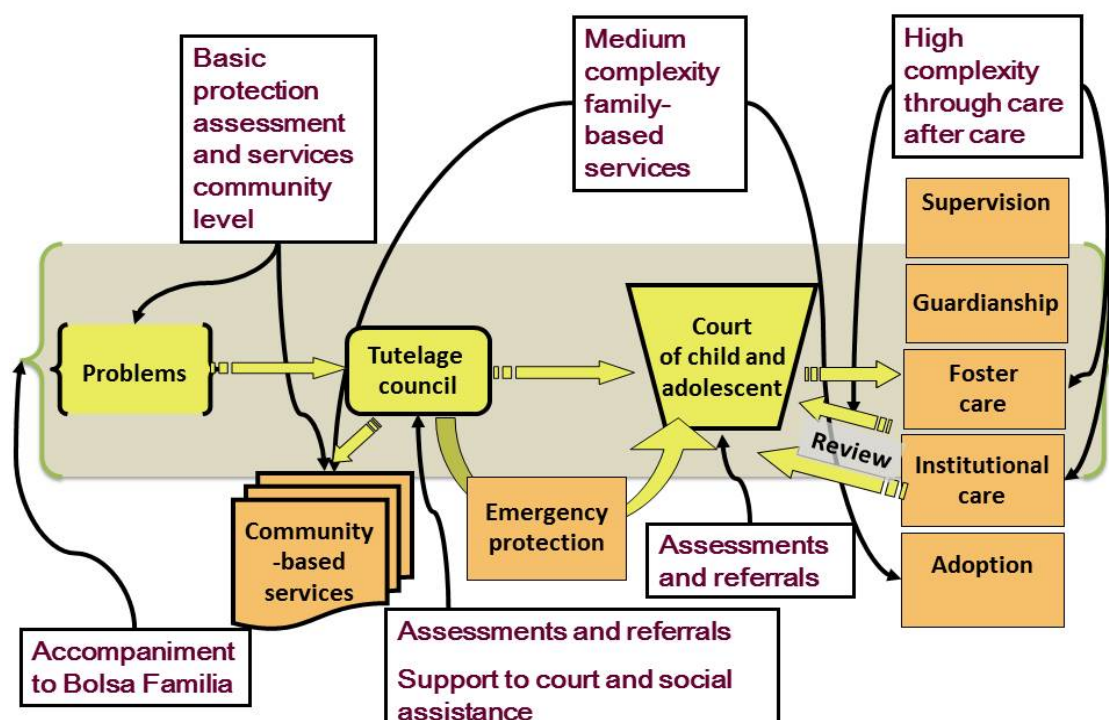 Basic
protection
assessment
and services
community
level
Medium
complexity
family-
based
services
High
complexity
through care
after care
Supervision
Guardianship
Problems
Tutelage
council
Court
of child and
adolescent
Foster
care
Review
Institutional
care
Community
-based
services
Emergency
protection
Assessments
and referrals
Adoption
Accompaniment
to Bolsa Familia
Assessments and referrals
Support to court and social
assistance